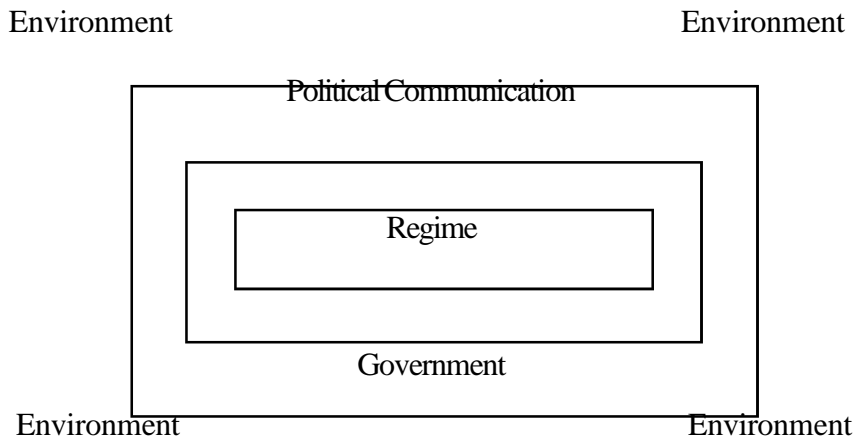 Environment Environment
Political Communication
Regime
Government
Environment Environment